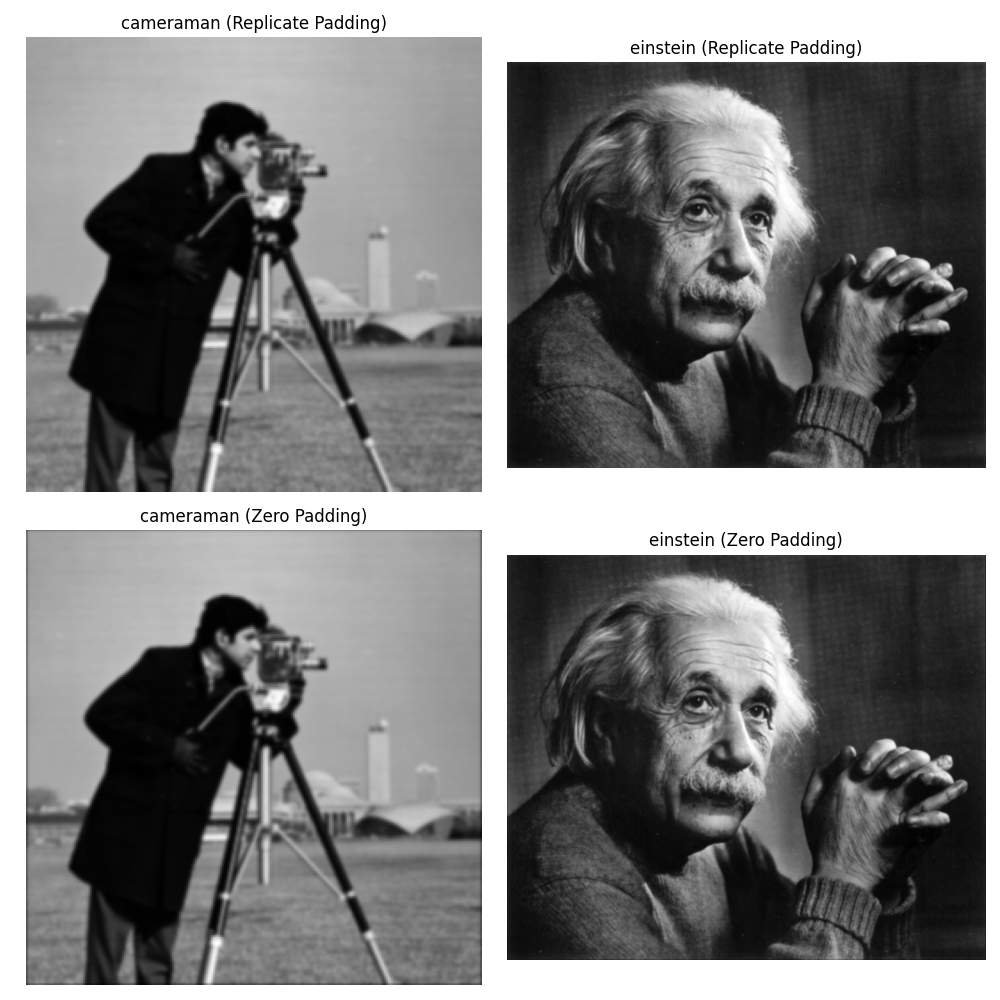 cameraman (Replicate Padding)
einstein (Replicate Padding)
cameraman (Zero Padding)
einstein (Zero Padding)